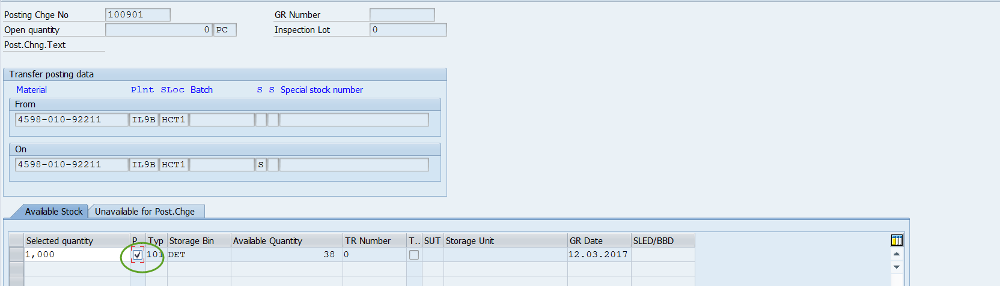 Posting Chge No 100901 GR Number
Open quantity 0 PC Inspection Lot 0
Post.Chng.Text
Transfer posting data
Material Plnt SLoc Batch S S Special stock number
From
4598-010-92211 IL9B HCT1
On
4598-010-92211 IL9B HCT1 S
Available Stock Unavailable for Post.Chge
Selected quantity P.. Typ Storage Bin Available Quantity TR Number T.. SUT Storage Unit GR Date SLED/BBD
1,000 101 DET 38 0 12.03.2017